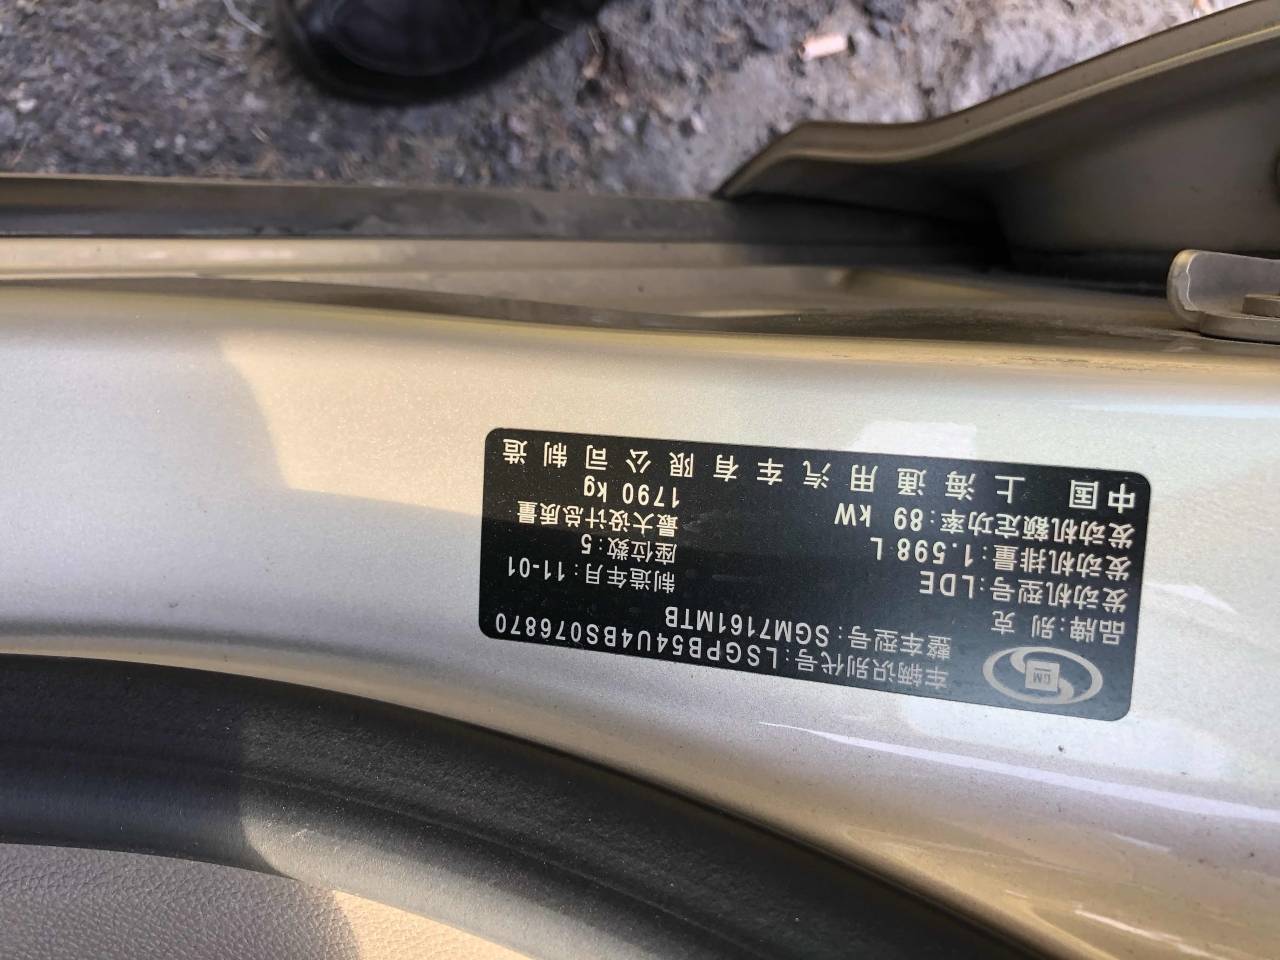 GM
车辆识别代号:LSGPB54U4BS076870
整车型号:SGM7161MTB
品牌:别 克
发动机型号:LDE
制造年月:11-01
发动机排量:1.598 L
座位数:5
发动机额定功率:89 kW
最大设计总质量 1790 kg
中国 上海通用汽车有限公司制造